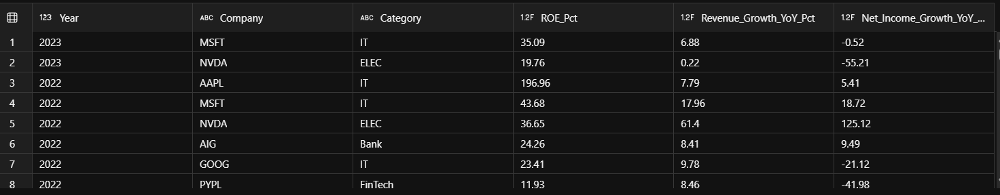 123 Year ABC Company ABC Category 1.2F ROE_Pct 1.2F Revenue_Growth_YoY_Pct 1.2F Net_Income_Growth_YoY_...
1 2023 MSFT IT 35.09 6.88 -0.52
2 2023 NVDA ELEC 19.76 0.22 -55.21
3 2022 AAPL IT 196.96 7.79 5.41
4 2022 MSFT IT 43.68 17.96 18.72
5 2022 NVDA ELEC 36.65 61.4 125.12
6 2022 AIG Bank 24.26 8.41 9.49
7 2022 GOOG IT 23.41 9.78 -21.12
8 2022 PYPL FinTech 11.93 8.46 -41.98